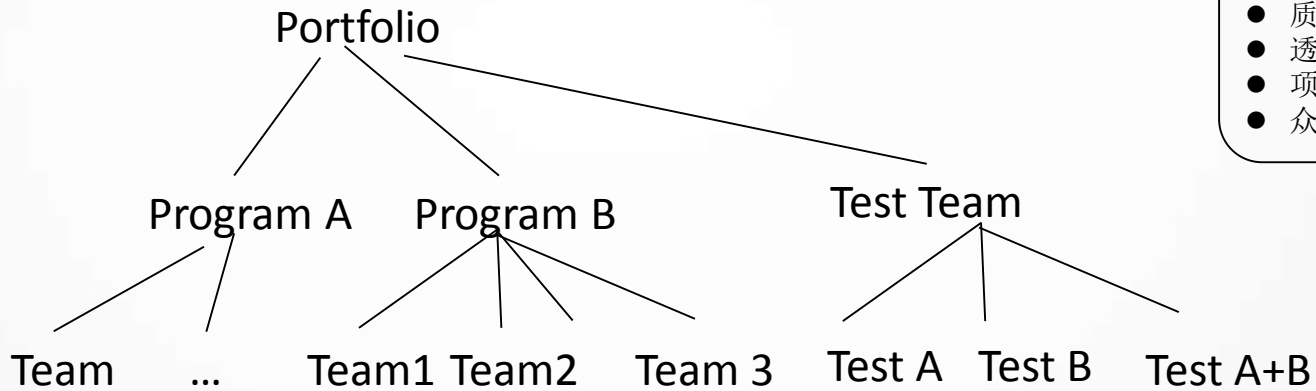 Portfolio
● 质
● 透
● 项
● 众
Program A Program B Test Team
Team ... Team1 Team2 Team 3 Test A Test B Test A+B